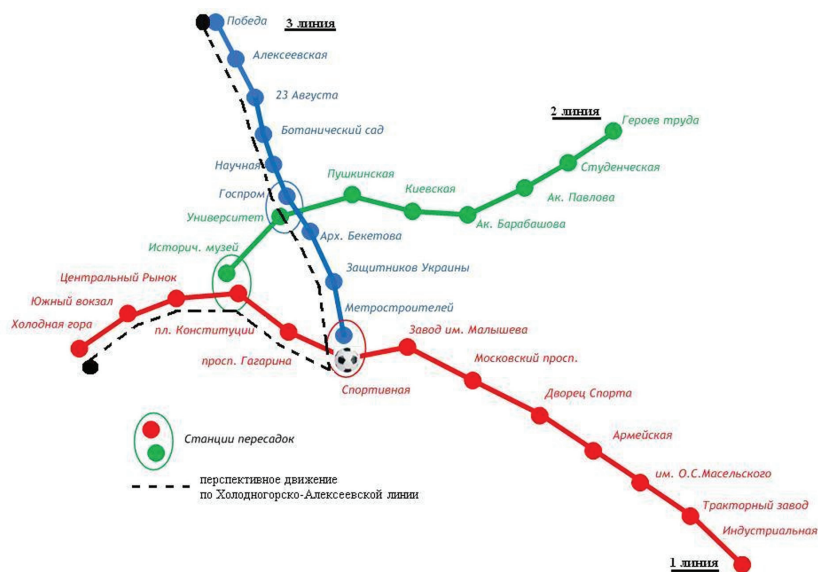 Победа
3 линия
Алексеевская
23 Августа
2 линия
Героев труда
Ботанический сад
Студенческая
Научная
Пушкинская
Госпром
Киевская
Ак. Павлова
Университет
Ак. Барабашова
Арх. Бекетова
Историч. музей
Защитников Украины
Центральный Рынок
Южный вокзал
Метростроителей
Холодная гора
пл. Конституции
Завод им. Малышева
просп. Гагарина
Московский просп.
Спортивная
Дворец Спорта
Станции пересадок
Армейская
им. О.С.Масельского
перспективное движение
по Холодногорско-Алексеевской линии
Тракторный завод
Индустриальная
1 линия